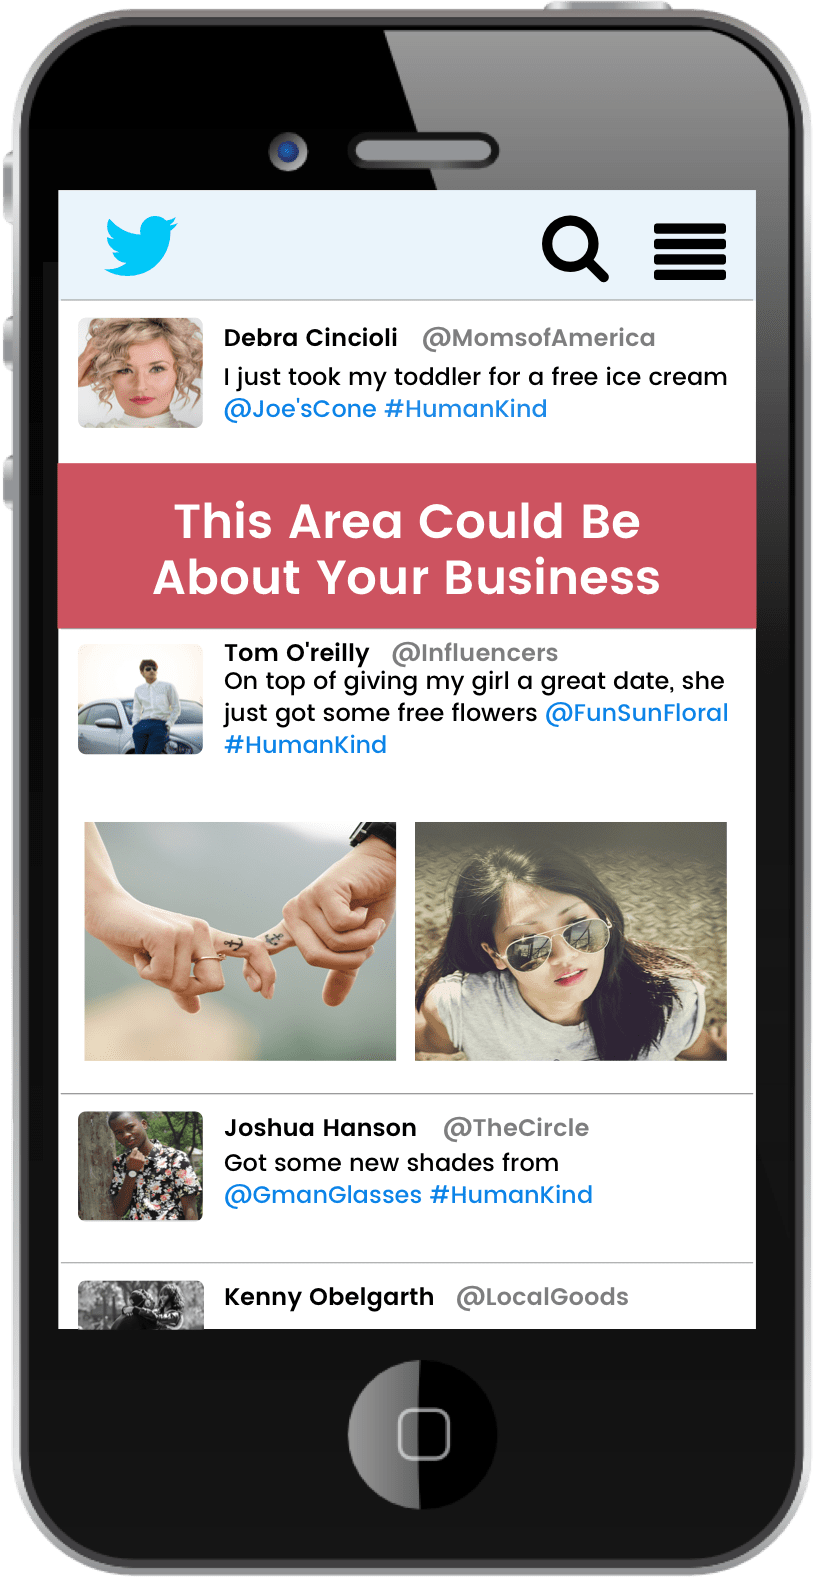 Debra Cincioli @MomsofAmerica
I just took my toddler for a free ice cream
@Joe'sCone #HumanKind
This Area Could Be
About Your Business
Tom O'reilly @Influencers
On top of giving my girl a great date, she
just got some free flowers @FunSunFloral
#HumanKind
Joshua Hanson @TheCircle
Got some new shades from
@GmanGlasses #HumanKind
Kenny Obelgarth @LocalGoods